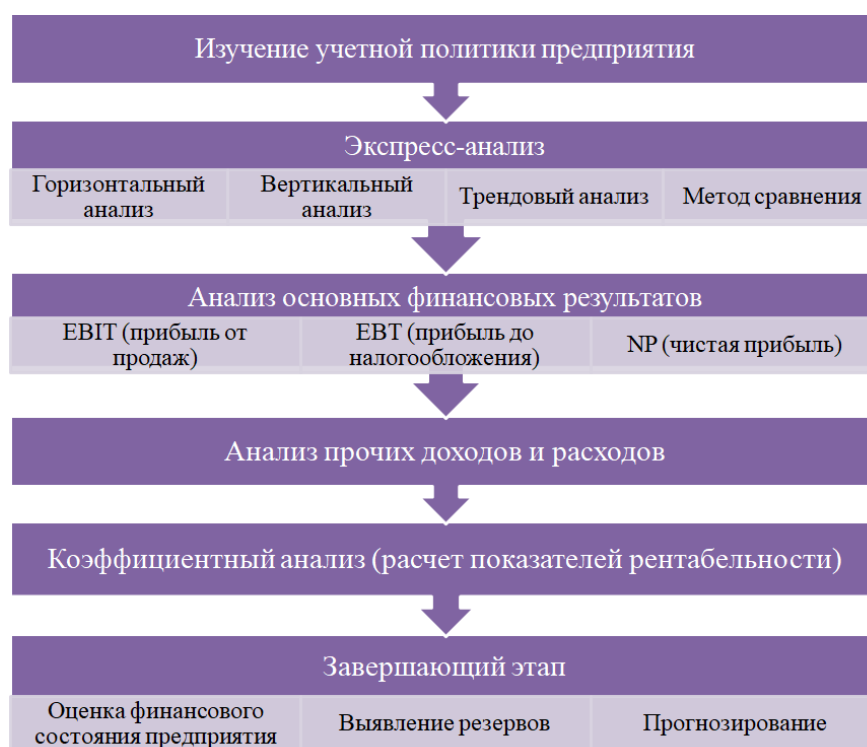 Изучение учетной политики предприятия
Экспресс-анализ
Горизонтальный
анализ
Вертикальный
анализ
Трендовый анализ
Метод сравнения
Анализ основных финансовых результатов
EBIT (прибыль от
продаж)
EBT (прибыль до
налогообложения)
NP (чистая прибыль)
Анализ прочих доходов и расходов
Коэффициентный анализ (расчет показателей рентабельности)
Завершающий этап
Оценка финансового
состояния предприятия
Выявление резервов
Прогнозирование